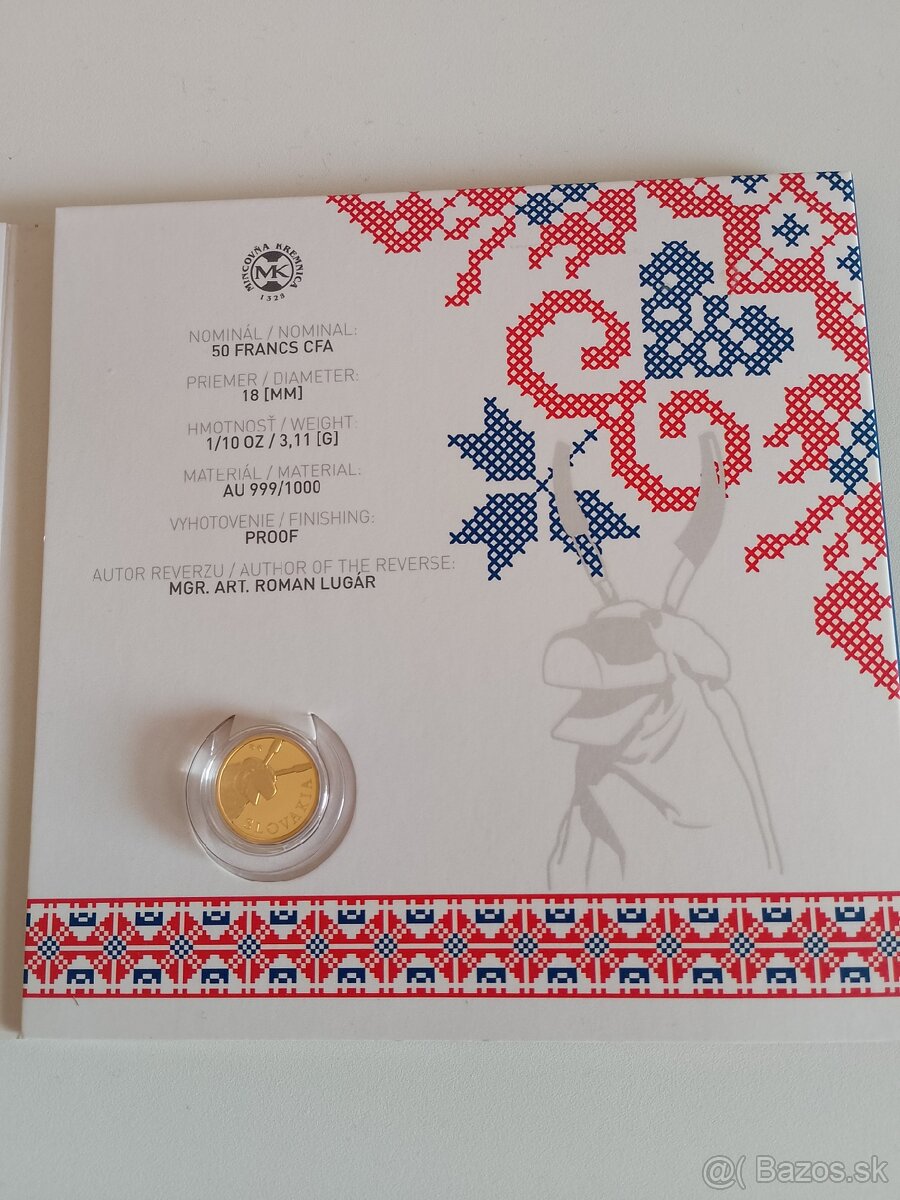 MINCOVŇA KREMNICA
MK
1328
NOMINÁL / NOMINAL:
50 FRANCS CFA
PRIEMER / DIAMETER:
18 [MM]
HMOTNOSŤ / WEIGHT:
1/10 OZ / 3,11 [G]
MATERIÁL / MATERIAL:
AU 999/1000
VYHOTOVENIE / FINISHING:
PROOF
AUTOR REVERZU / AUTHOR OF THE REVERSE:
MGR. ART. ROMAN LUGÁR
SLOVAKIA
@( Bazos.sk